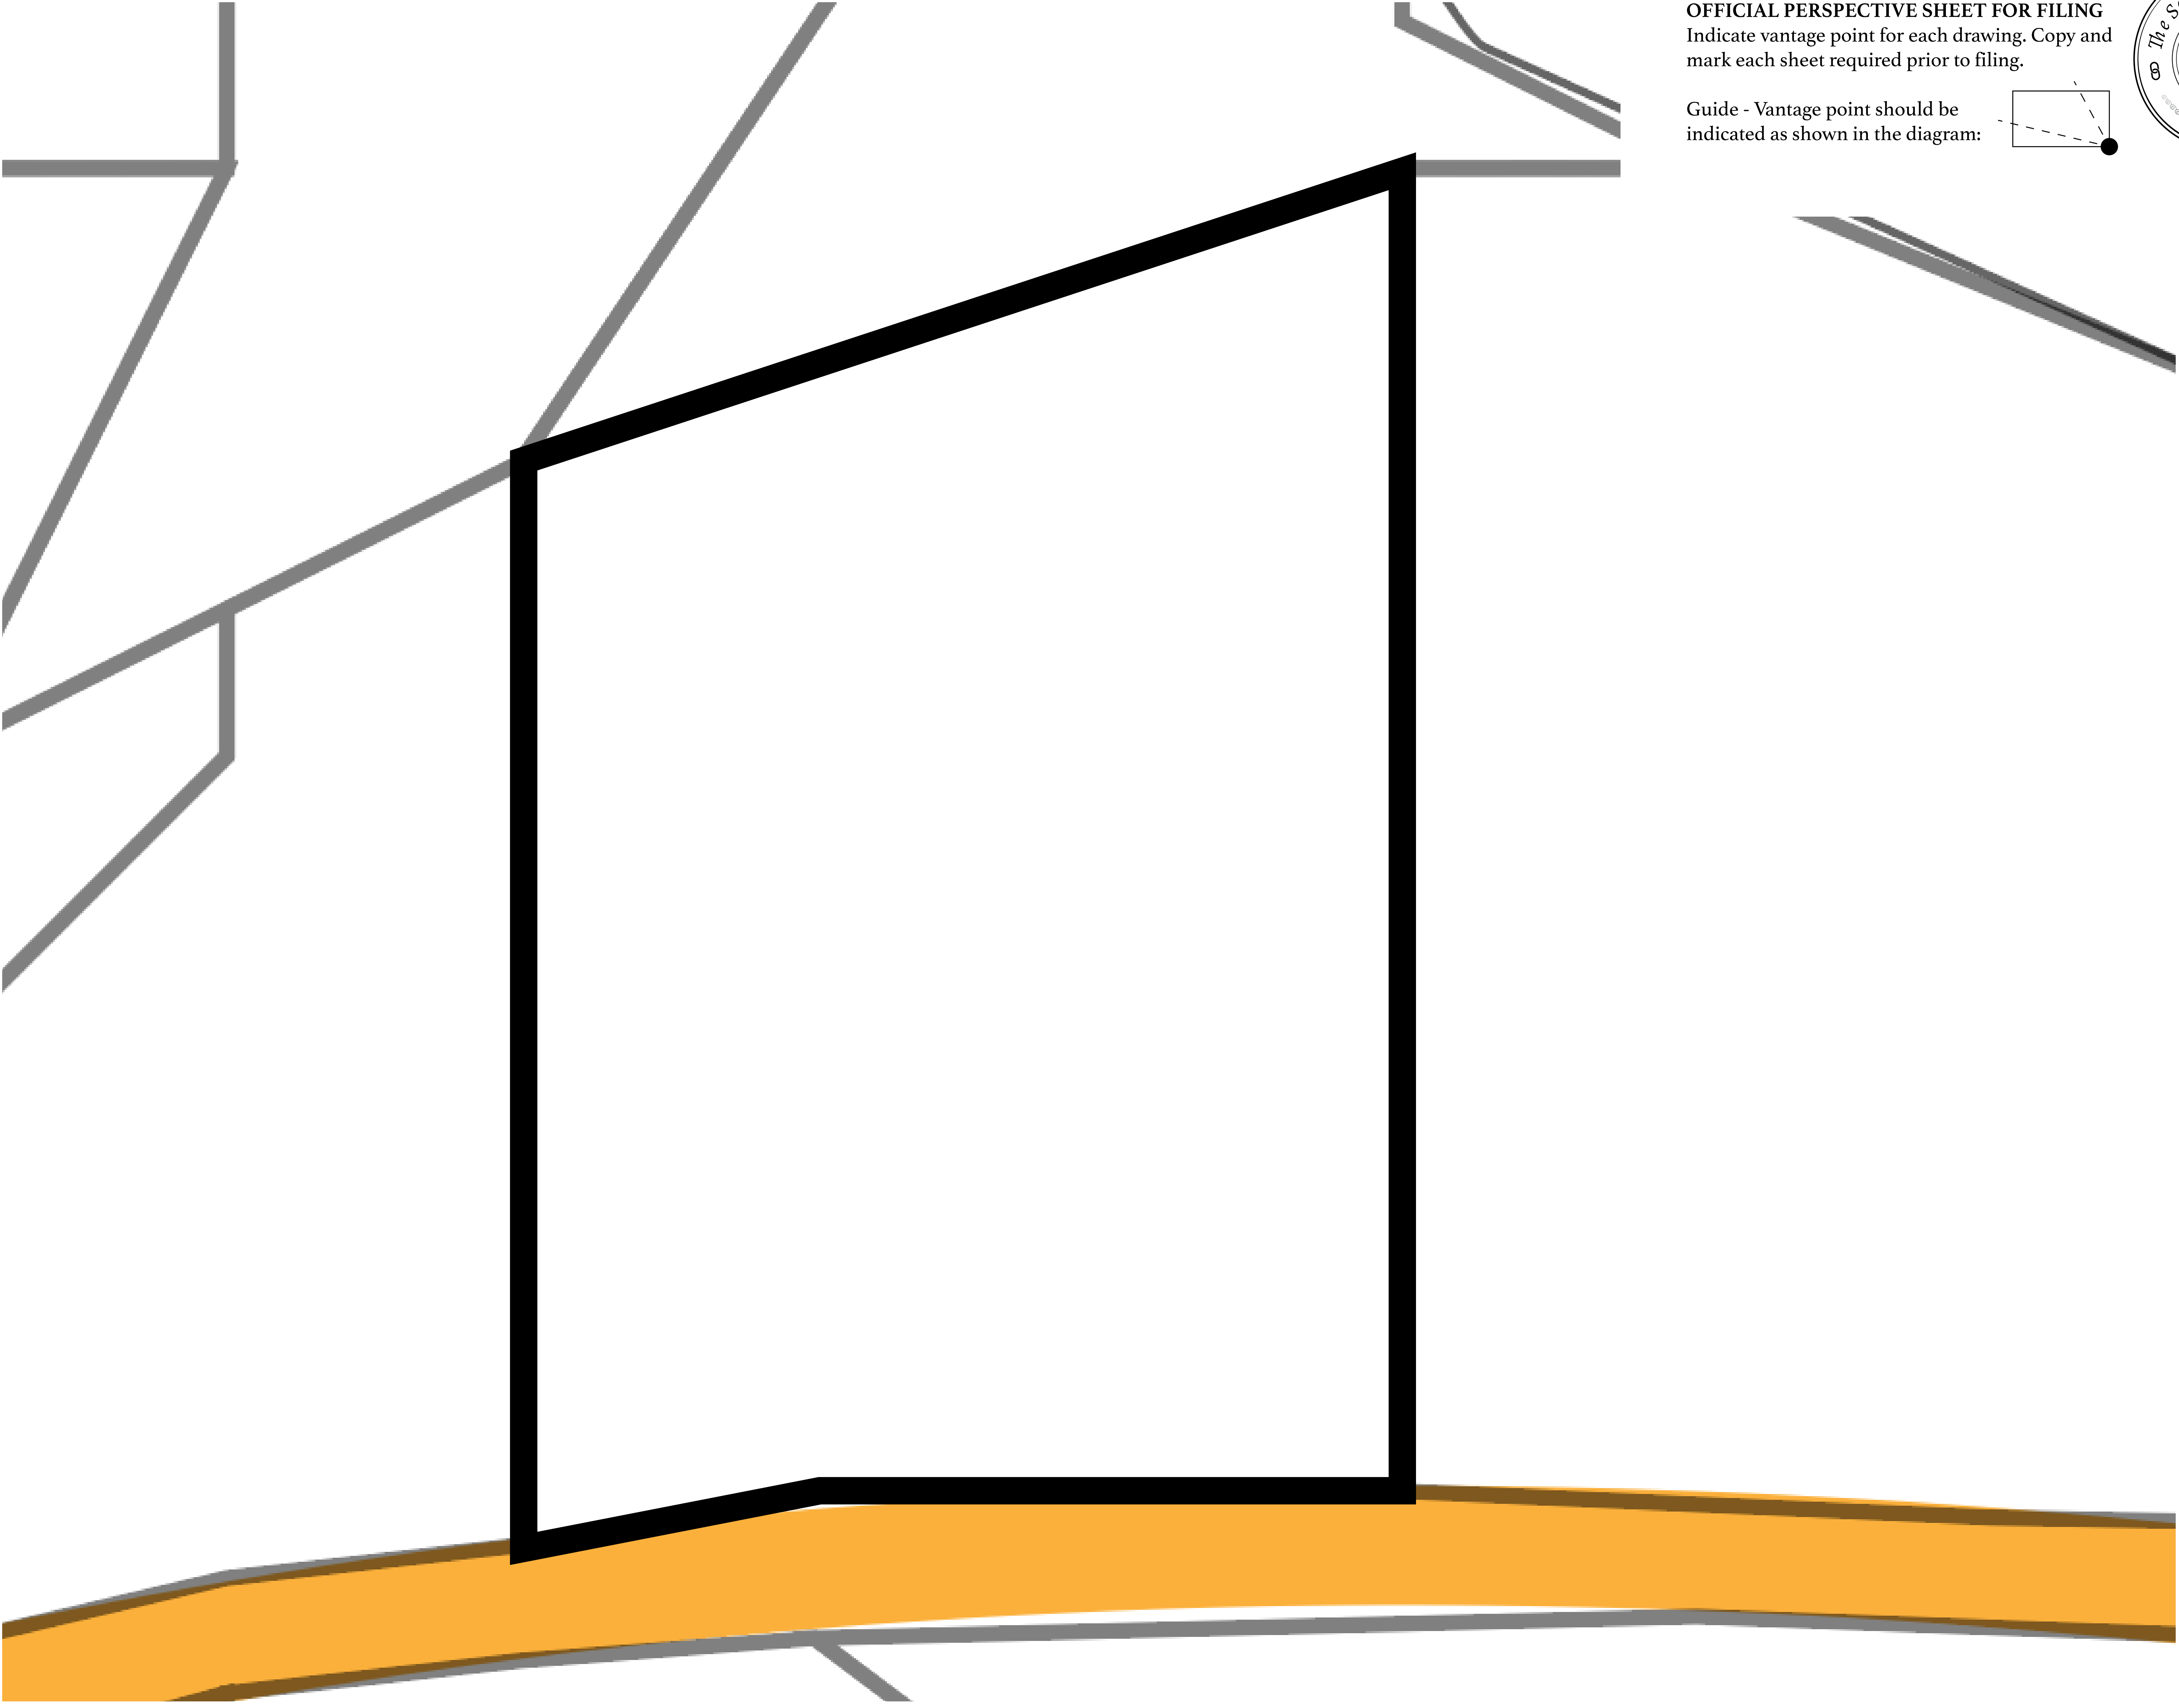 OFFICIAL PERSPECTIVE SHEET FOR FILING
Indicate vantage point for each drawing. Copy and
mark each sheet required prior to filing.
Guide - Vantage point should be
indicated as shown in the diagram:
The